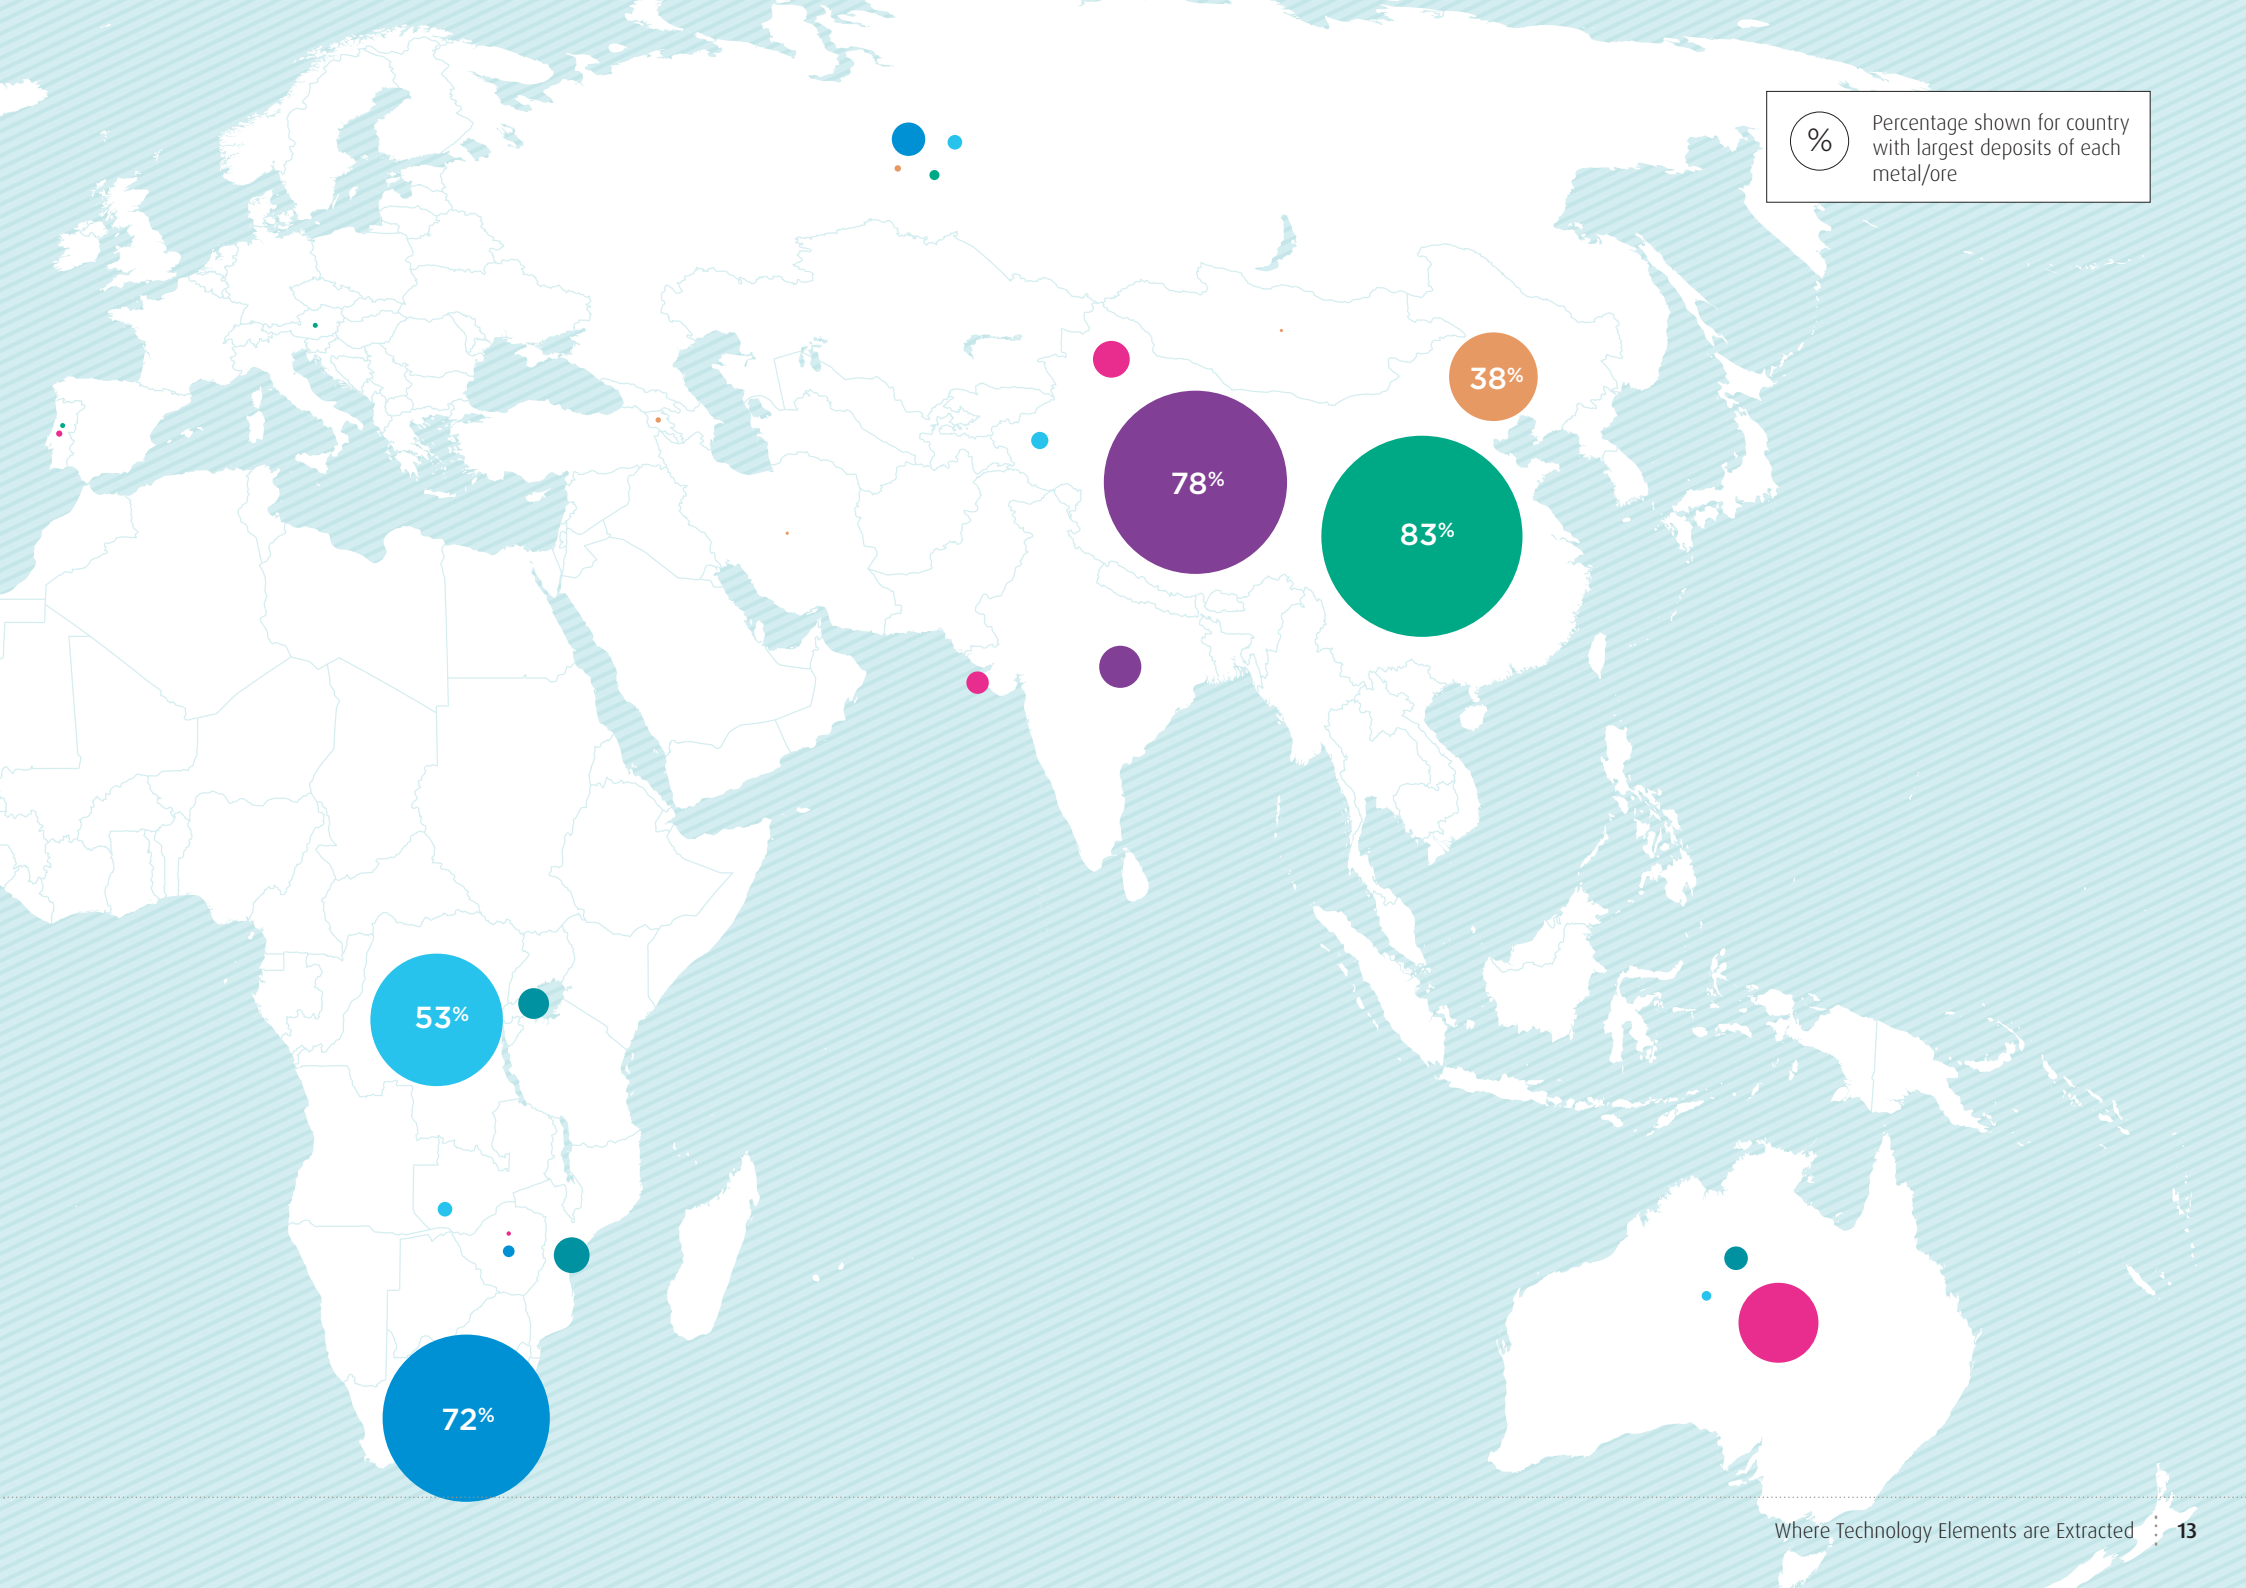 %
Percentage shown for country
with largest deposits of each
metal/ore
38%
78%
83%
53%
72%
Where Technology Elements are Extracted 13